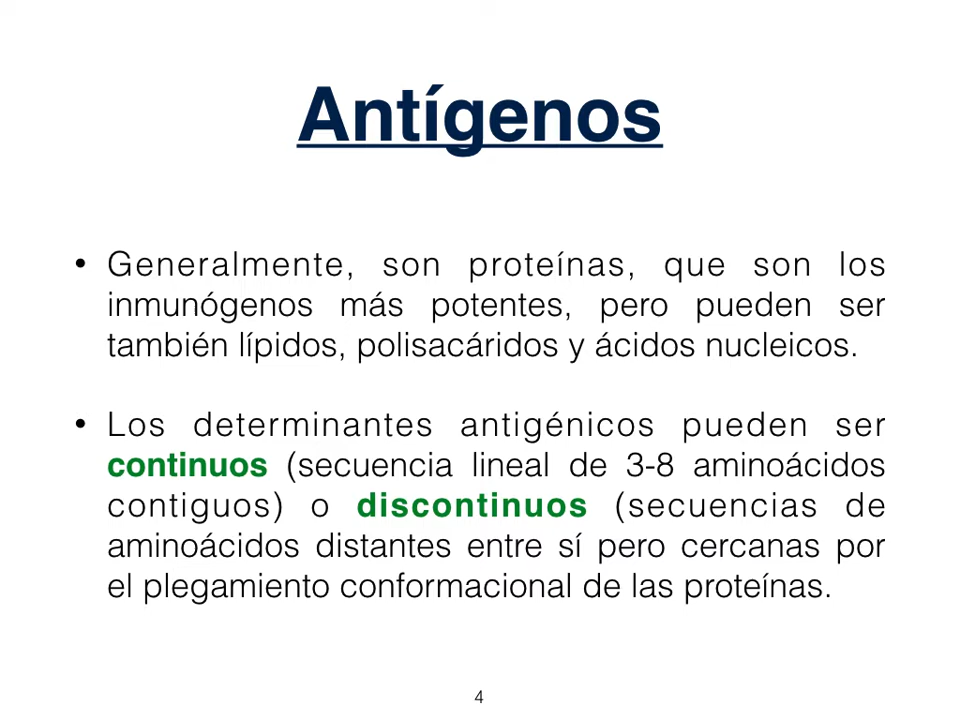 Antígenos
• Generalmente, son proteínas, que son los
inmunógenos más potentes, pero pueden ser
también lípidos, polisacáridos y ácidos nucleicos.
• Los determinantes antigénicos pueden ser
continuos (secuencia lineal de 3-8 aminoácidos
contiguos) o discontinuos (secuencias de
aminoácidos distantes entre sí pero cercanas por
el plegamiento conformacional de las proteínas.
4